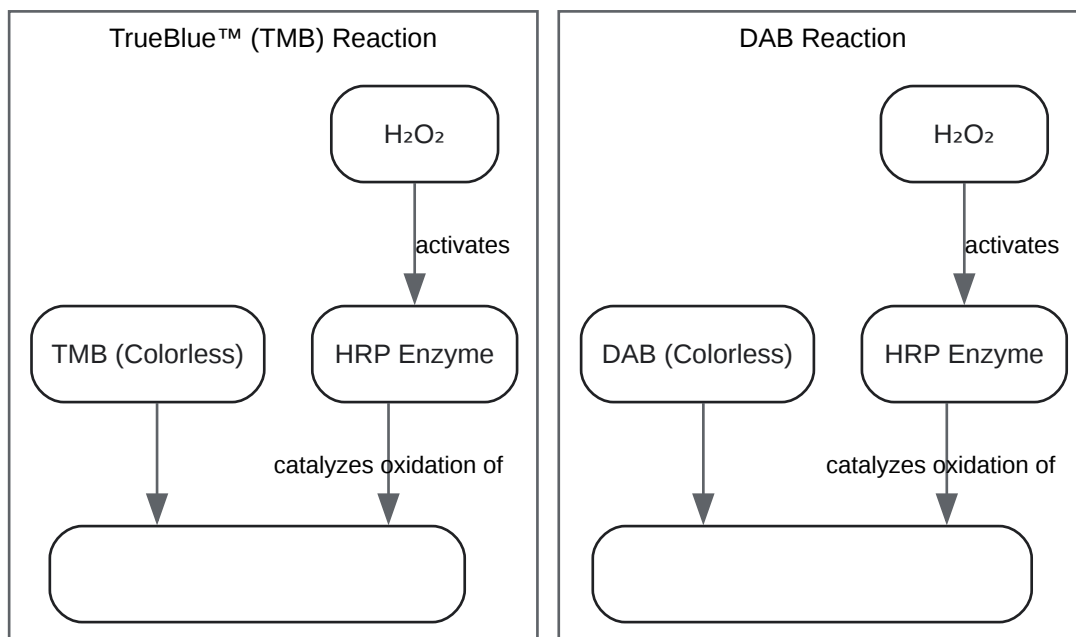 TrueBlue™ (TMB) Reaction
H₂O₂
activates
TMB (Colorless)
HRP Enzyme
catalyzes oxidation of
DAB Reaction
H₂O₂
activates
DAB (Colorless)
HRP Enzyme
catalyzes oxidation of